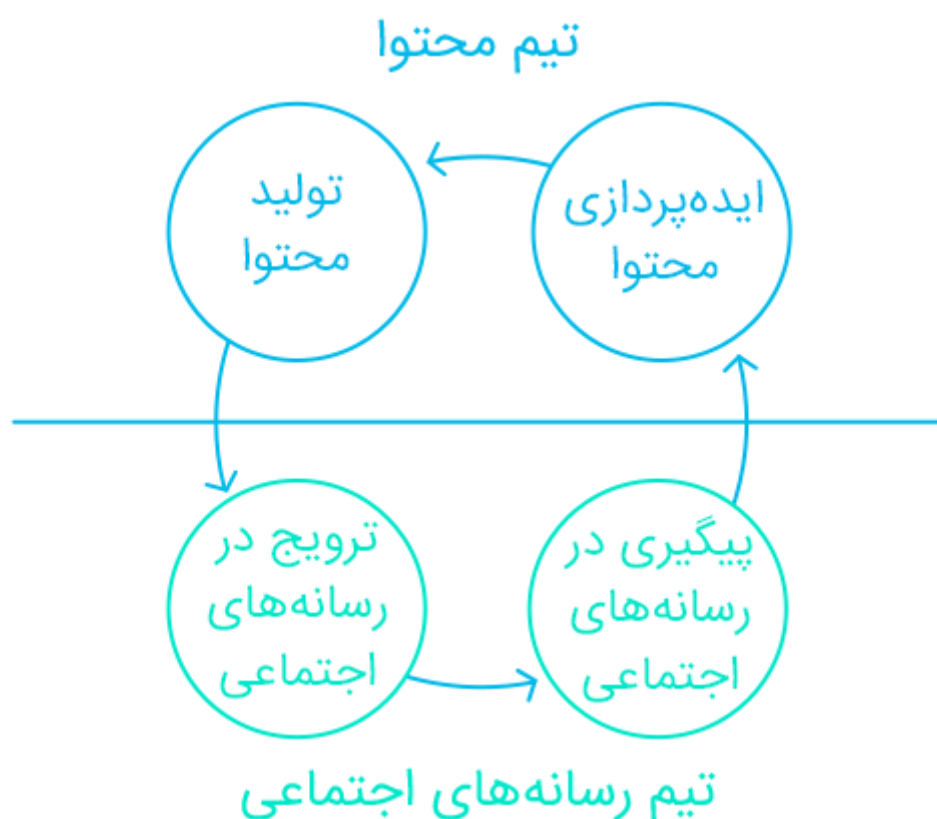 تیم محتوا
ایده‌پردازی
محتوا
تولید
محتوا
ترویج در
رسانه‌های
اجتماعی
پیگیری در
رسانه‌های
اجتماعی
تیم رسانه‌های اجتماعی